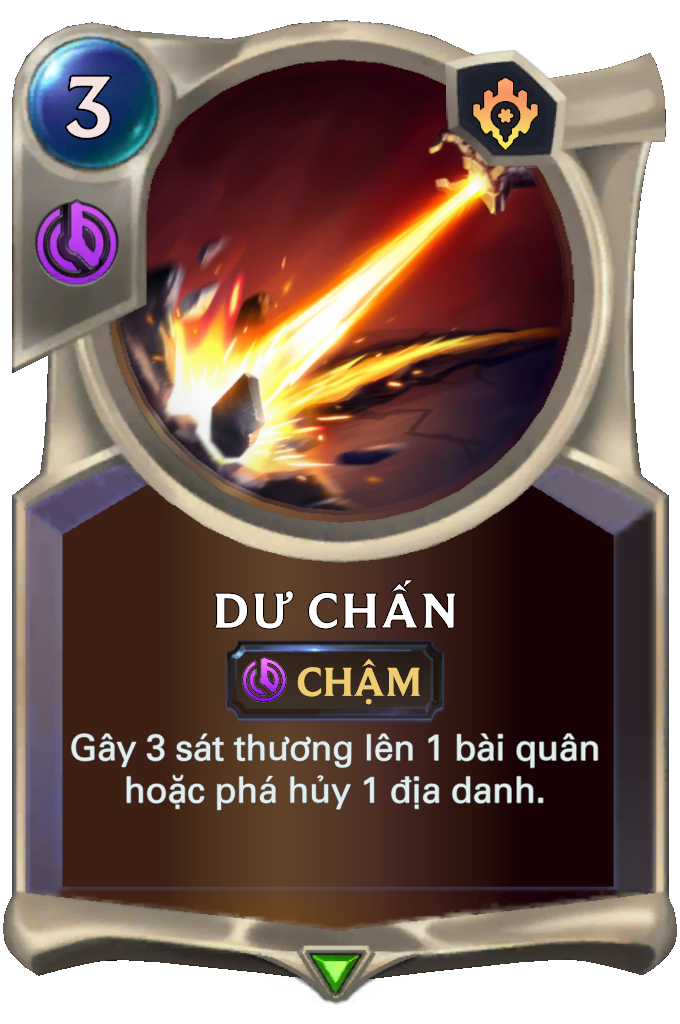 3
DƯ CHẤN
CHẬM
Gây 3 sát thương lên 1 bài quân
hoặc phá hủy 1 địa danh.